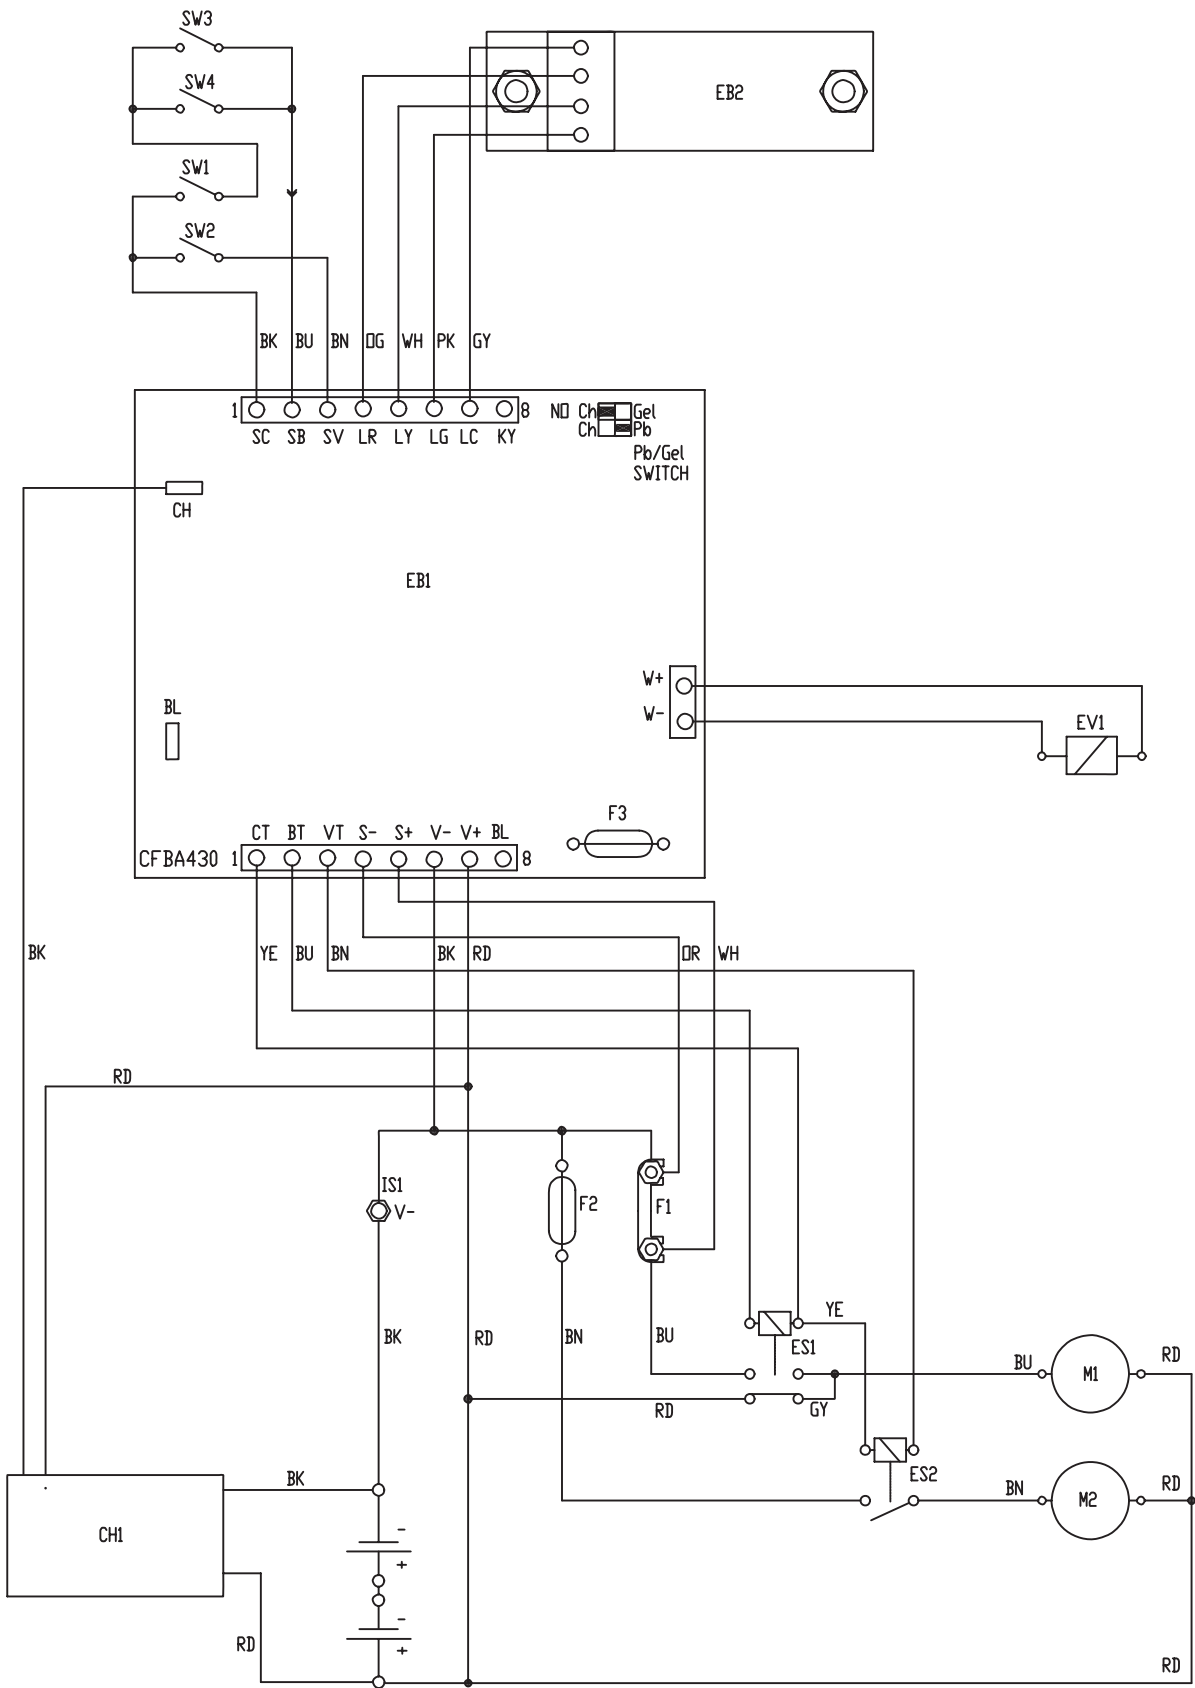 SW3
SW4
EB2
SW1
SW2
BK BU BN OG WH PK GY
1 8 NO Ch Gel
Ch Pb
SC SB SV LR LY LG LC KY
Pb/Gel
SWITCH
CH
EB1
W+
W-
BL
EV1
F3
CT BT VT S- S+ V- V+ BL
CFBA430 1 8
BK YE BU BN BK RD OR WH
RD
IS1
V-
F2
F1
YE
BK RD BN BU ES1
BU M1 RD
RD GY
ES2
BK BN M2 RD
CH1
-
+
-
+
RD
RD